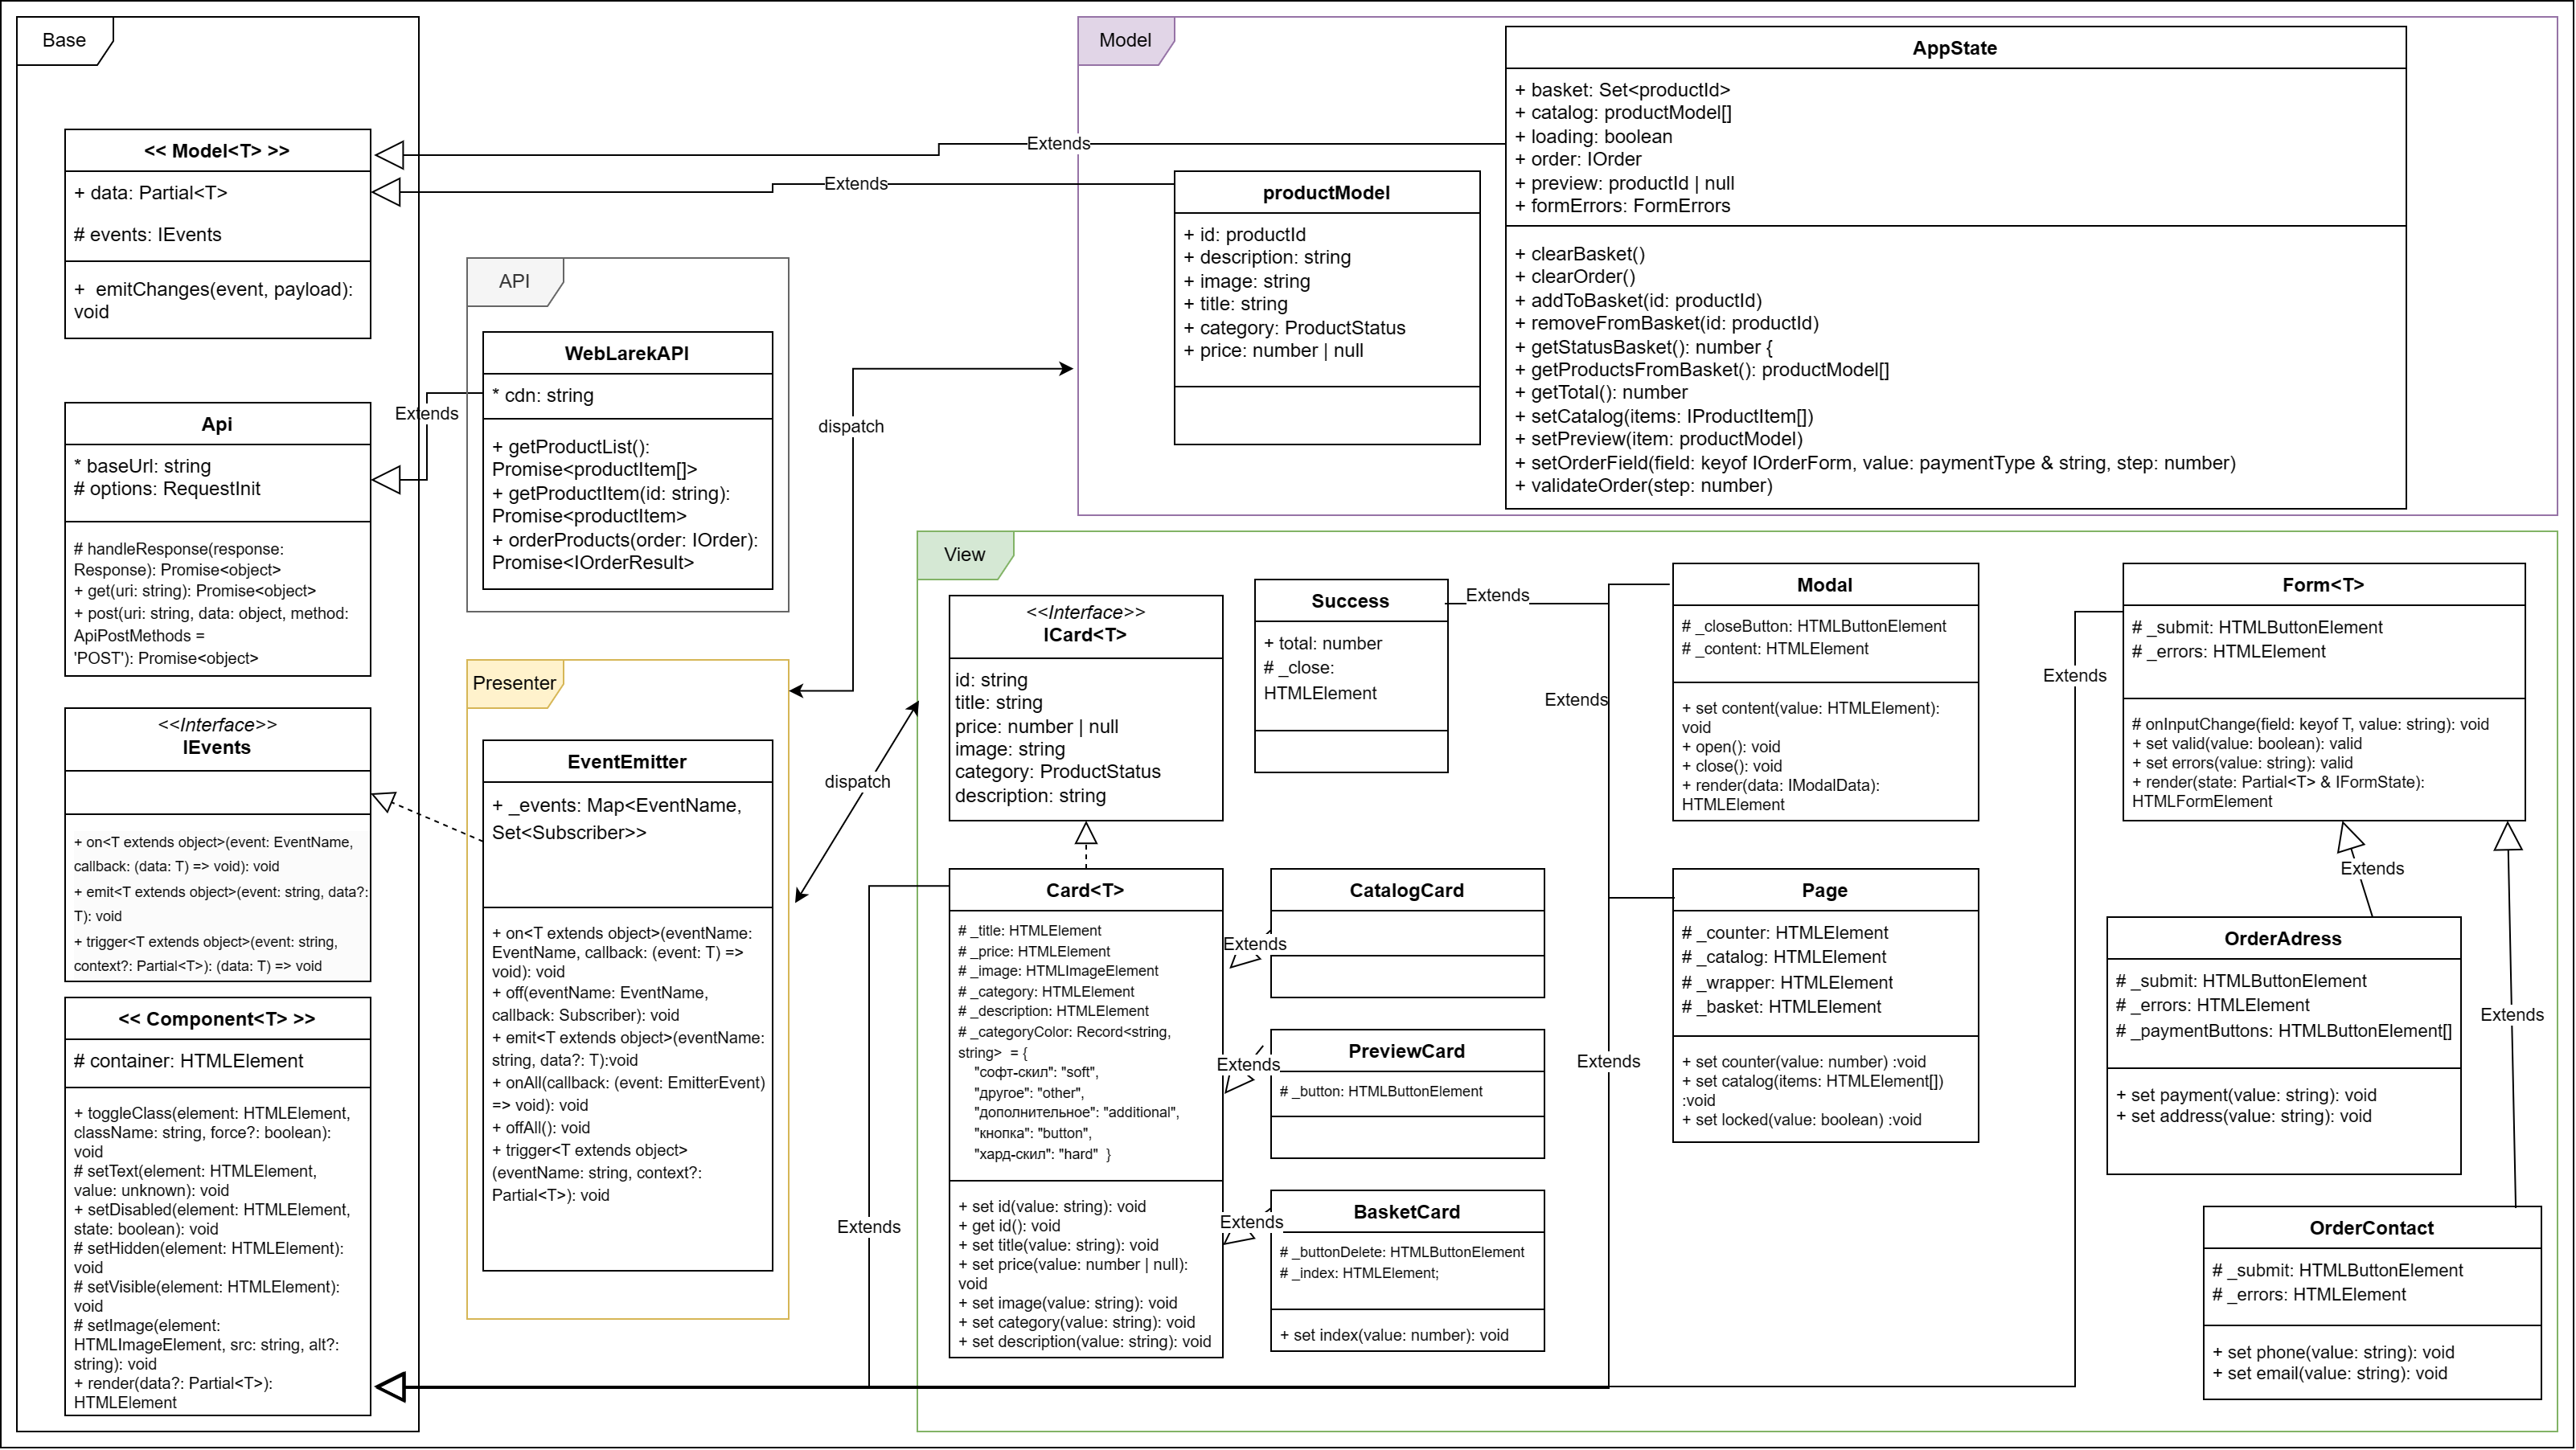 Base
<< Model<T> >>
+ data: Partial<T>
# events: IEvents
+  emitChanges(event, payload):
void
Api
* baseUrl: string
# options: RequestInit
# handleResponse(response:
Response): Promise<object>
+ get(uri: string): Promise<object>
+ post(uri: string, data: object, method:
ApiPostMethods =
'POST'): Promise<object>
<<Interface>>
IEvents
+ on<T extends object>(event: EventName,
callback: (data: T) => void): void
+ emit<T extends object>(event: string, data?:
T): void
+ trigger<T extends object>(event: string,
context?: Partial<T>): (data: T) => void
<< Component<T> >>
# container: HTMLElement
+ toggleClass(element: HTMLElement,
className: string, force?: boolean):
void
# setText(element: HTMLElement,
value: unknown): void
+ setDisabled(element: HTMLElement,
state: boolean): void
# setHidden(element: HTMLElement):
void
# setVisible(element: HTMLElement):
void
# setImage(element:
HTMLImageElement, src: string, alt?:
string): void
+ render(data?: Partial<T>):
HTMLElement
Extends
Extends
Extends
API
WebLarekAPI
* cdn: string
+ getProductList():
Promise<productItem[]>
+ getProductItem(id: string):
Promise<productItem>
+ orderProducts(order: IOrder):
Promise<IOrderResult>
dispatch
Presenter
EventEmitter
+ _events: Map<EventName,
Set<Subscriber>>
+ on<T extends object>(eventName:
EventName, callback: (event: T) =>
void): void
+ off(eventName: EventName,
callback: Subscriber): void
+ emit<T extends object>(eventName:
string, data?: T):void
+ onAll(callback: (event: EmitterEvent)
=> void): void
+ offAll(): void
+ trigger<T extends object>
(eventName: string, context?:
Partial<T>): void
dispatch
Model
productModel
+ id: productId
+ description: string
+ image: string
+ title: string
+ category: ProductStatus
+ price: number | null
AppState
+ basket: Set<productId>
+ catalog: productModel[]
+ loading: boolean
+ order: IOrder
+ preview: productId | null
+ formErrors: FormErrors
+ clearBasket()
+ clearOrder()
+ addToBasket(id: productId)
+ removeFromBasket(id: productId)
+ getStatusBasket(): number {
+ getProductsFromBasket(): productModel[]
+ getTotal(): number
+ setCatalog(items: IProductItem[])
+ setPreview(item: productModel)
+ setOrderField(field: keyof IOrderForm, value: paymentType & string, step: number)
+ validateOrder(step: number)
View
<<Interface>>
ICard<T>
id: string
title: string
price: number | null
image: string
category: ProductStatus
description: string
Success
+ total: number
# _close:
HTMLElement
Extends
Extends
Modal
# _closeButton: HTMLButtonElement
# _content: HTMLElement
+ set content(value: HTMLElement):
void
+ open(): void
+ close(): void
+ render(data: IModalData):
HTMLElement
Extends
Form<T>
# _submit: HTMLButtonElement
# _errors: HTMLElement
# onInputChange(field: keyof T, value: string): void
+ set valid(value: boolean): valid
+ set errors(value: string): valid
+ render(state: Partial<T> & IFormState):
HTMLFormElement
Card<T>
# _title: HTMLElement
# _price: HTMLElement
# _image: HTMLImageElement
# _category: HTMLElement
# _description: HTMLElement
# _categoryColor: Record<string,
string>  = {
"софт-скил": "soft",
"другое": "other",
"дополнительное": "additional",
"кнопка": "button",
"хард-скил": "hard"  }
+ set id(value: string): void
+ get id(): void
+ set title(value: string): void
+ set price(value: number | null):
void
+ set image(value: string): void
+ set category(value: string): void
+ set description(value: string): void
Extends
Extends
Extends
Extends
CatalogCard
PreviewCard
# _button: HTMLButtonElement
BasketCard
# _buttonDelete: HTMLButtonElement
# _index: HTMLElement;
+ set index(value: number): void
Extends
Page
# _counter: HTMLElement
# _catalog: HTMLElement
# _wrapper: HTMLElement
# _basket: HTMLElement
+ set counter(value: number) :void
+ set catalog(items: HTMLElement[])
:void
+ set locked(value: boolean) :void
Extends
OrderAdress
# _submit: HTMLButtonElement
# _errors: HTMLElement
# _paymentButtons: HTMLButtonElement[]
+ set payment(value: string): void
+ set address(value: string): void
Extends
OrderContact
# _submit: HTMLButtonElement
# _errors: HTMLElement
+ set phone(value: string): void
+ set email(value: string): void